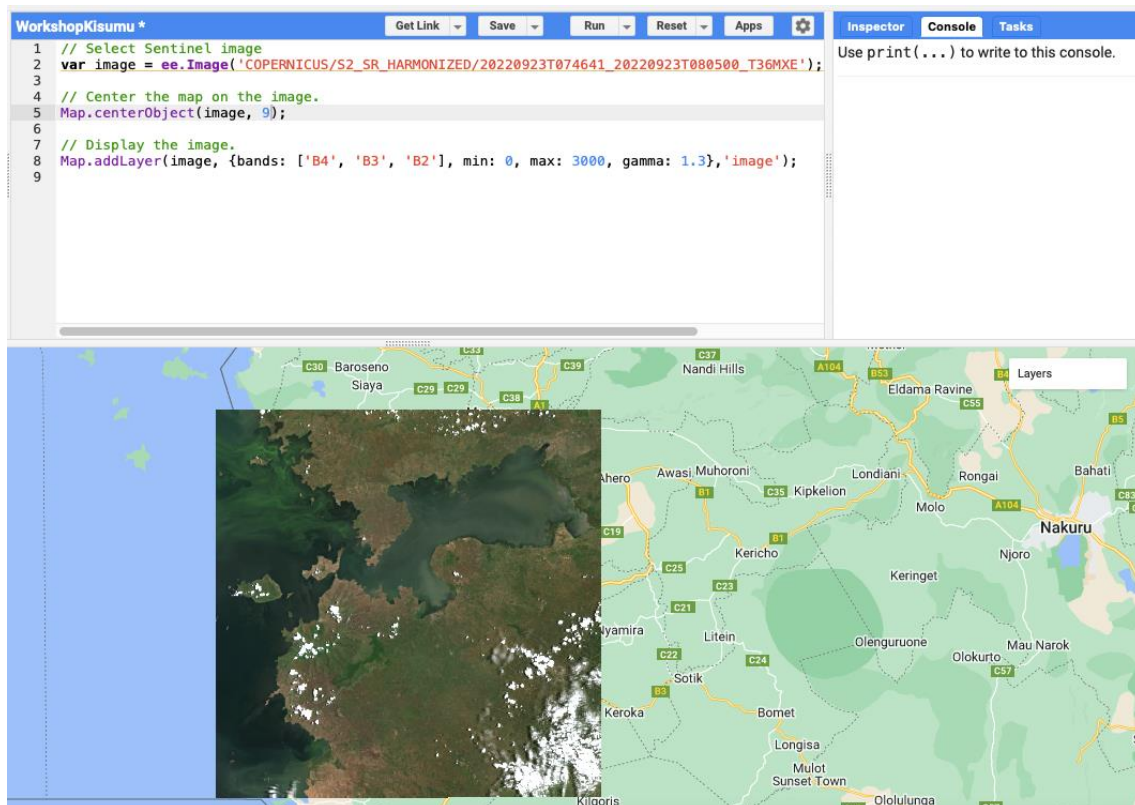 WorkshopKisumu *
Get Link Save Run Reset Apps
1 // Select Sentinel image
2 var image = ee.Image('COPERNICUS/S2_SR_HARMONIZED/20220923T074641_20220923T080500_T36MXE');
3
4 // Center the map on the image.
5 Map.centerObject(image, 9);
6
7 // Display the image.
8 Map.addLayer(image, {bands: ['B4', 'B3', 'B2'], min: 0, max: 3000, gamma: 1.3},'image');
9
Inspector Console Tasks
Use print(...) to write to this console.
Layers
C33
C30 Baroseno
C39
C37
Nandi Hills
A104
B53
B4
Siaya
C29 C29
Eldama Ravine
C38
C55
A1
B5
Ahero
Awasi Muhoroni
Londiani
Rongai
Bahati
B1
C35 Kipkelion
C83
Molo
A104
C19
Nakuru
B1
Kericho
Njoro
C25
Keringet
C23
C21
Nyamira
Litein
Olenguruone
Mau Narok
C22
C24
Olokurto
C57
Sotik
B3
Keroka
Bomet
Longisa
Mulot
Sunset Town
Kilgoris
Ololulunga